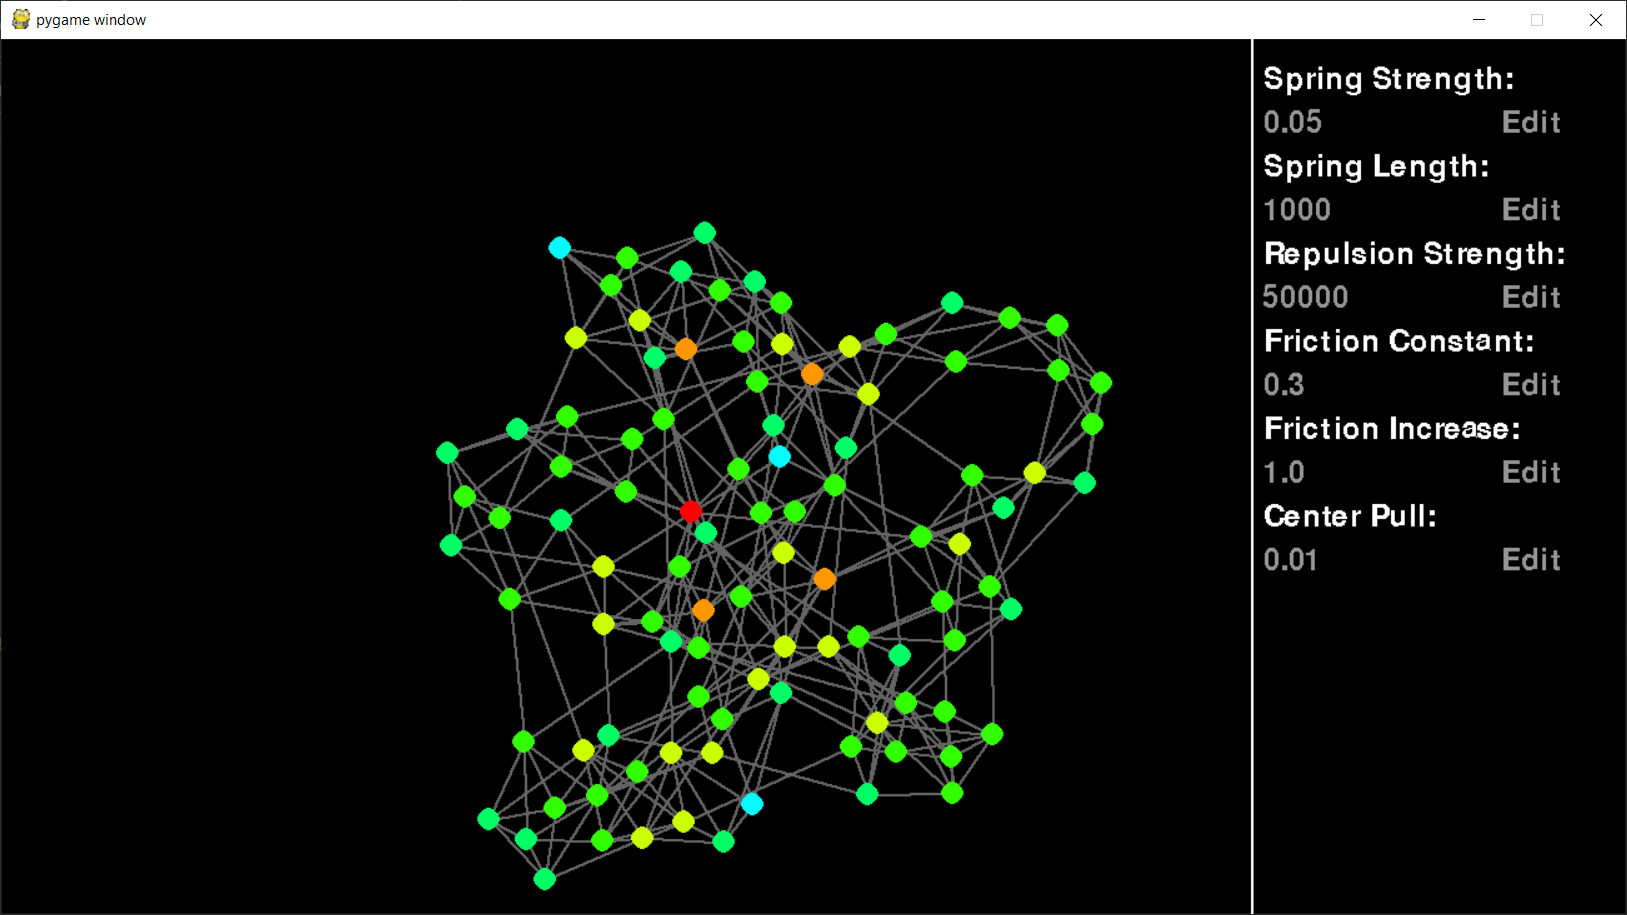 pygame window
Spring Strength:
0.05 Edit
Spring Length:
1000 Edit
Repulsion Strength:
50000 Edit
Friction Constant:
0.3 Edit
Friction Increase:
1.0 Edit
Center Pull:
0.01 Edit